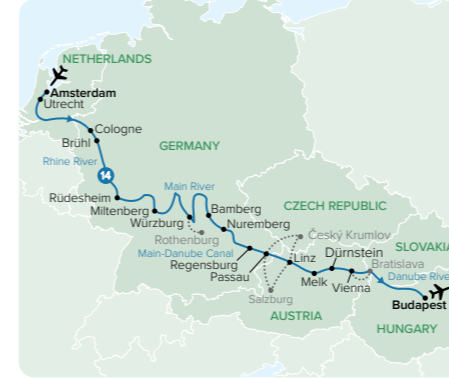 NETHERLANDS
Amsterdam
Utrecht
Cologne
Brühl
GERMANY
Rhine River
14
Main River
Rüdesheim
Miltenberg
Würzburg
Bamberg
Nuremberg
Rothenburg
CZECH REPUBLIC
Český Krumlov
Main-Danube Canal
Regensburg
Passau
Linz
Dürnstein
SLOVAKIA
Bratislava
Danube River
Melk
Vienna
Salzburg
Budapest
AUSTRIA
HUNGARY